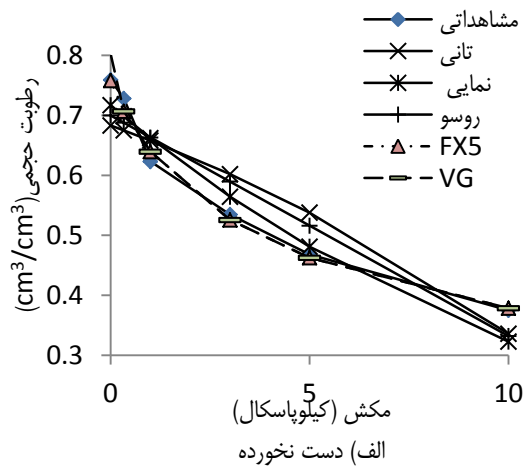 مشاهداتی
تانی
نمایی
روسو
FX5
VG
رطوبت حجمی (cm³/cm³)
0.8
0.7
0.6
0.5
0.4
0.3
0
5
10
مکش (کیلوپاسکال)
الف) دست نخورده